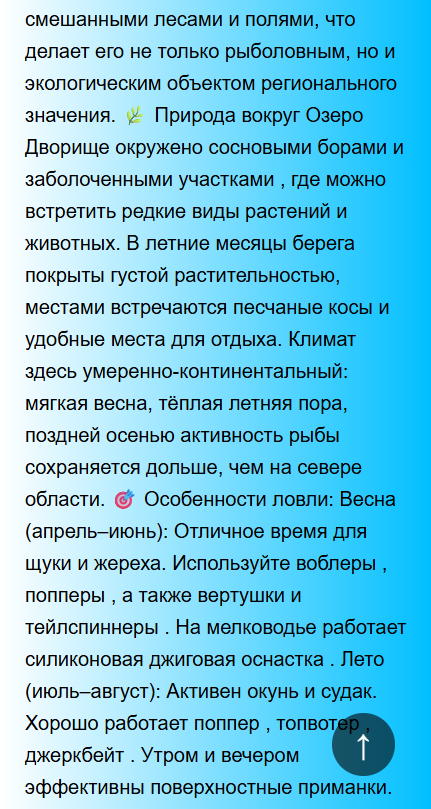 смешанными лесами и полями, что
делает его не только рыболовным, но и
экологическим объектом регионального
значения. 🌿 Природа вокруг Озеро
Дворище окружено сосновыми борами и
заболоченными участками , где можно
встретить редкие виды растений и
животных. В летние месяцы берега
покрыты густой растительностью,
местами встречаются песчаные косы и
удобные места для отдыха. Климат
здесь умеренно-континентальный:
мягкая весна, тёплая летняя пора,
поздней осенью активность рыбы
сохраняется дольше, чем на севере
области. 🎯 Особенности ловли: Весна
(апрель–июнь): Отличное время для
щуки и жереха. Используйте воблеры ,
попперы , а также вертушки и
тейлспиннеры . На мелководье работает
силиконовая джиговая оснастка . Лето
(июль–август): Активен окунь и судак.
Хорошо работает поппер , топвотер ,
джеркбейт . Утром и вечером
эффективны поверхностные приманки.
↑